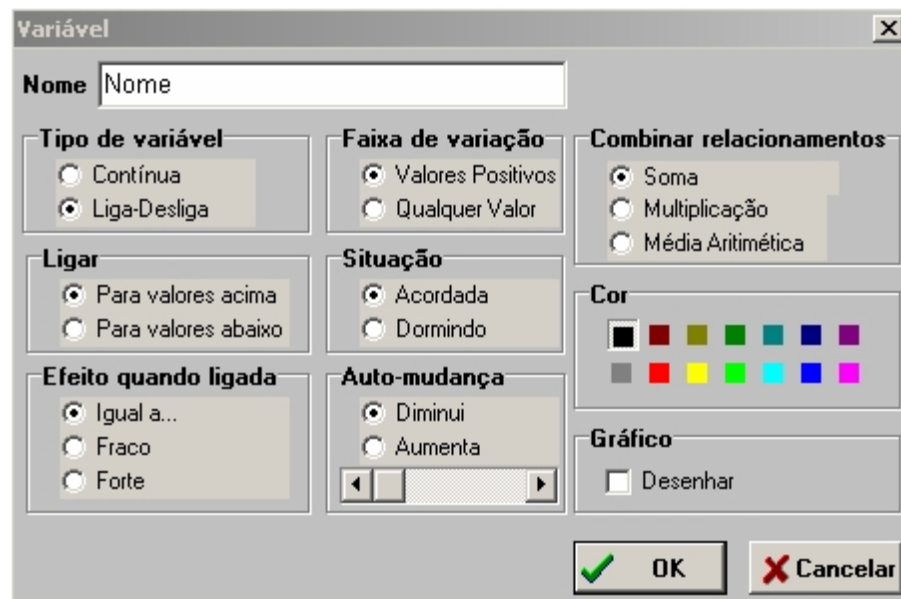 Variável
Nome Nome
Tipo de variável
Contínua
Liga-Desliga
Faixa de variação
Valores Positivos
Qualquer Valor
Combinar relacionamentos
Soma
Multiplicação
Média Aritimética
Ligar
Para valores acima
Para valores abaixo
Situação
Acordada
Dormindo
Cor
Efeito quando ligada
Igual a...
Fraco
Forte
Auto-mudança
Diminui
Aumenta
Gráfico
Desenhar
OK
Cancelar